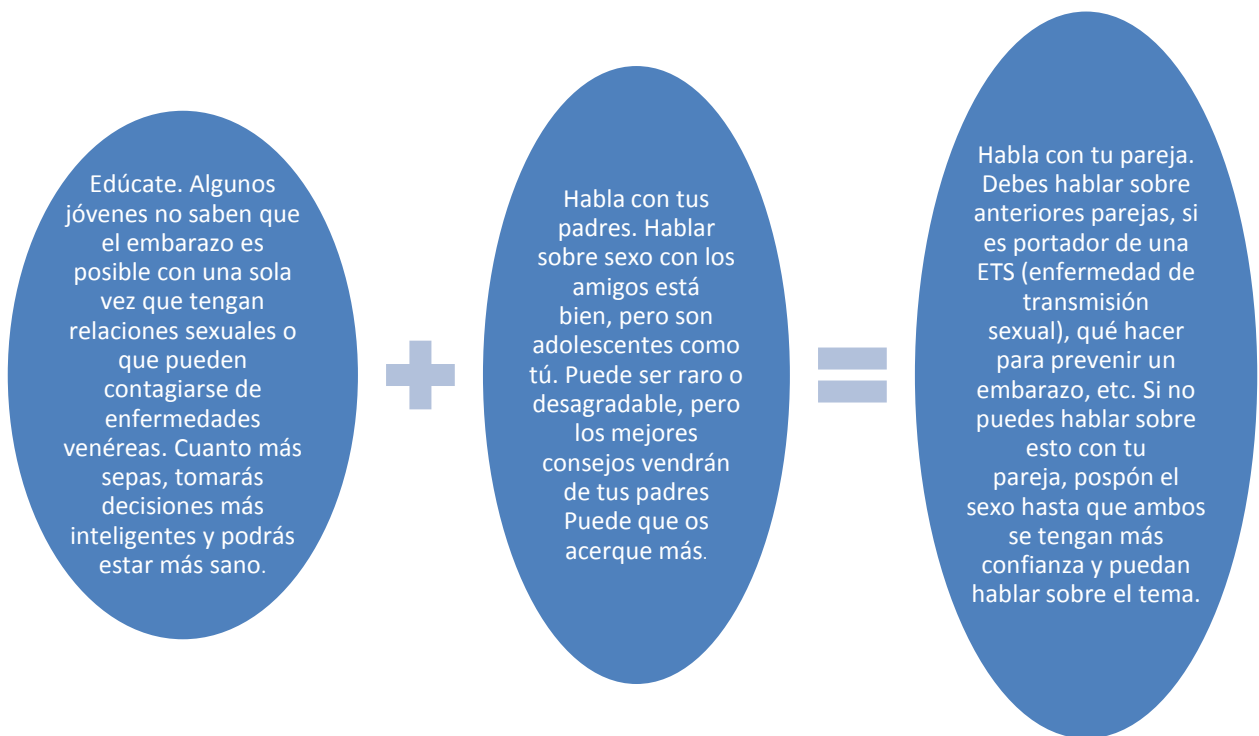 Edúcate. Algunos
jóvenes no saben que
el embarazo es
posible con una sola
vez que tengan
relaciones sexuales o
que pueden
contagiarse de
enfermedades
venéreas. Cuanto más
sepas, tomarás
decisiones más
inteligentes y podrás
estar más sano.
Habla con tus
padres. Hablar
sobre sexo con los
amigos está
bien, pero son
adolescentes como
tú. Puede ser raro o
desagradable, pero
los mejores
consejos vendrán
de tus padres
Puede que os
acerque más.
Habla con tu pareja.
Debes hablar sobre
anteriores parejas, si
es portador de una
ETS (enfermedad de
transmisión
sexual), qué hacer
para prevenir un
embarazo, etc. Si no
puedes hablar sobre
esto con tu
pareja, pospón el
sexo hasta que ambos
se tengan más
confianza y puedan
hablar sobre el tema.